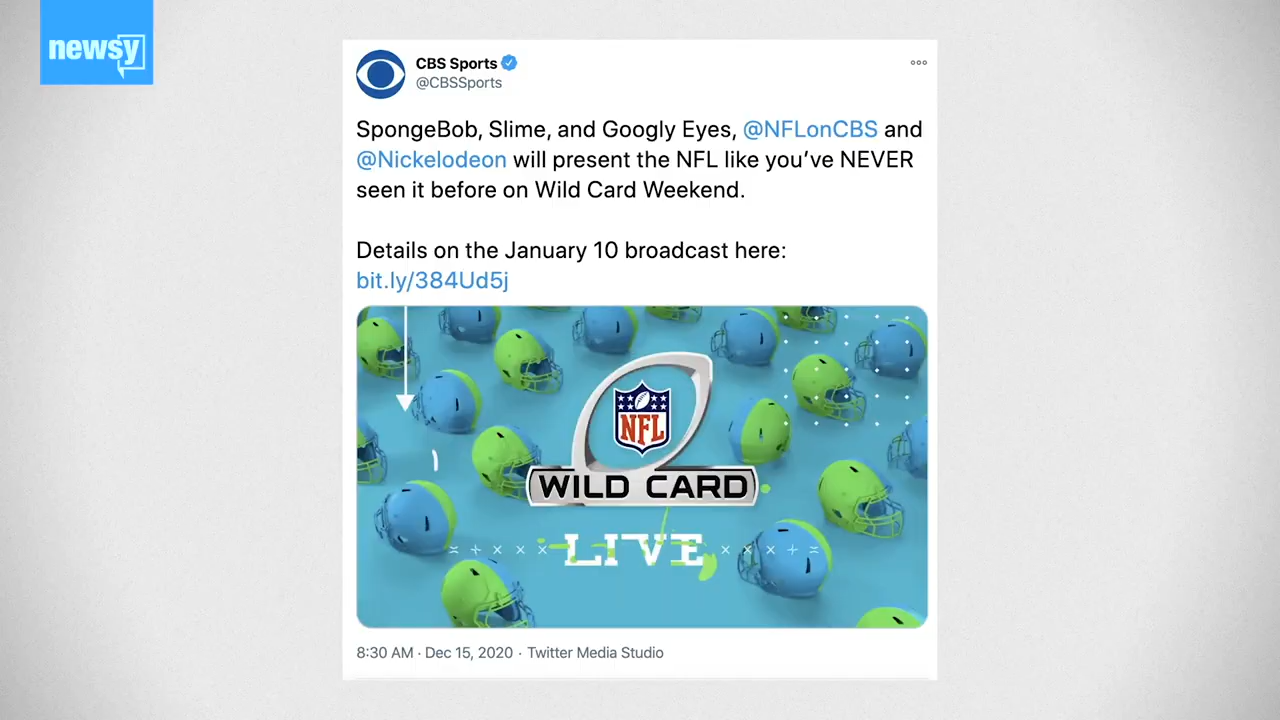 newsy
CBS Sports
@CBSSports
SpongeBob, Slime, and Googly Eyes, @NFLonCBS and
@Nickelodeon will present the NFL like you’ve NEVER
seen it before on Wild Card Weekend.
Details on the January 10 broadcast here:
bit.ly/384Ud5j
NFL
WILD CARD
LIVE
8:30 AM · Dec 15, 2020 · Twitter Media Studio